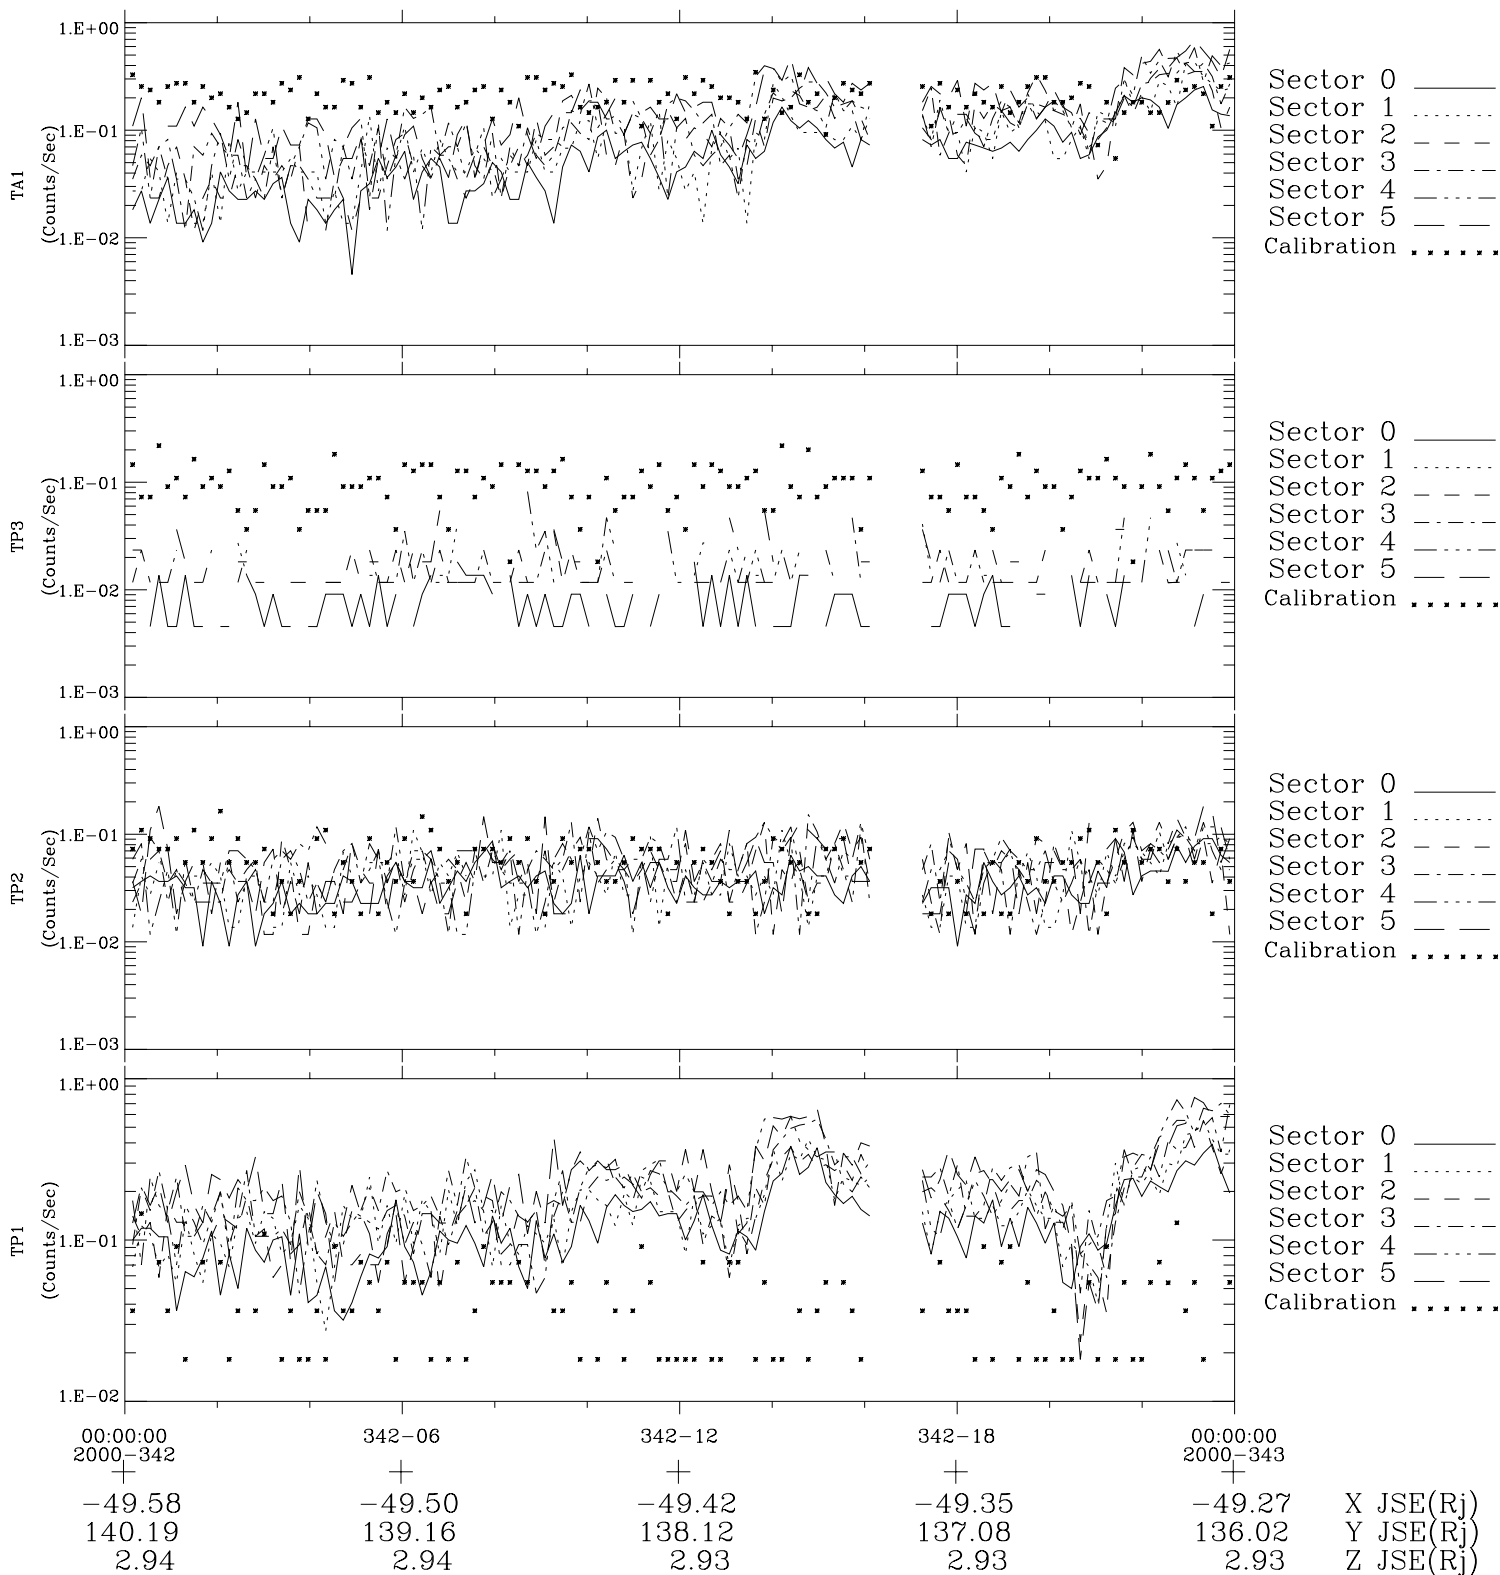 1.E+00
1.E-01
1.E-02
1.E-03
TA1
(Counts/Sec)
Sector 0
Sector 1
Sector 2
Sector 3
Sector 4
Sector 5
Calibration
1.E+00
1.E-01
1.E-02
1.E-03
TP3
(Counts/Sec)
Sector 0
Sector 1
Sector 2
Sector 3
Sector 4
Sector 5
Calibration
1.E+00
1.E-01
1.E-02
1.E-03
TP2
(Counts/Sec)
Sector 0
Sector 1
Sector 2
Sector 3
Sector 4
Sector 5
Calibration
1.E+00
1.E-01
1.E-02
TP1
(Counts/Sec)
Sector 0
Sector 1
Sector 2
Sector 3
Sector 4
Sector 5
Calibration
00:00:00 342-06 342-12 342-18 00:00:00
2000-342 2000-343
-49.58 -49.50 -49.42 -49.35 -49.27 X JSE(Rj)
140.19 139.16 138.12 137.08 136.02 Y JSE(Rj)
2.94 2.94 2.93 2.93 2.93 Z JSE(Rj)